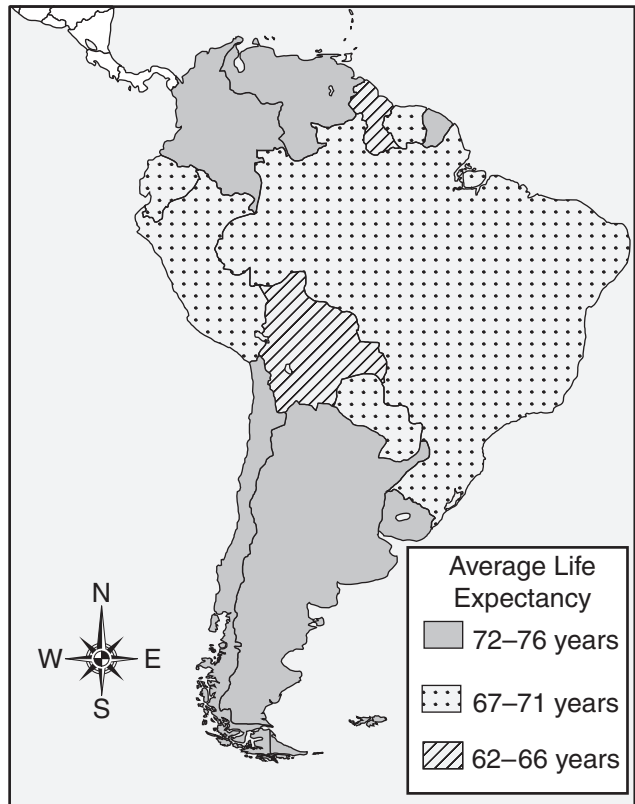 N
W E
S
Average Life
Expectancy
72–76 years
67–71 years
62–66 years